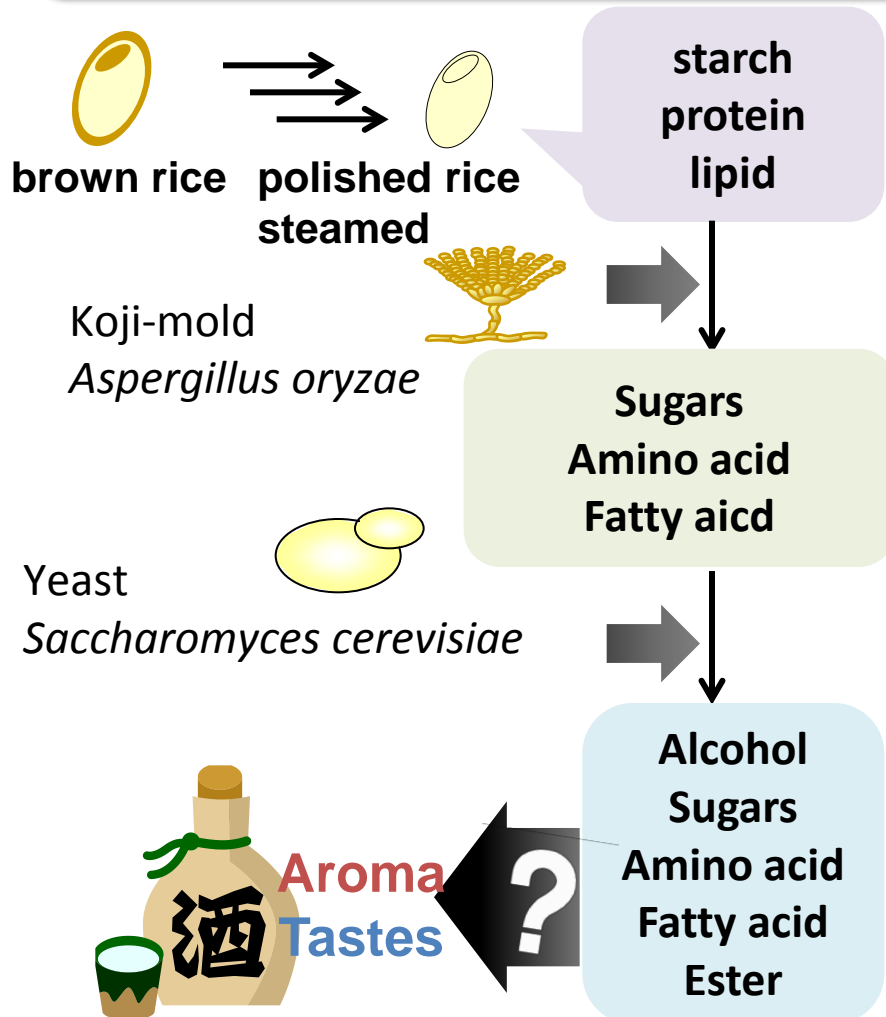 brown rice
polished rice
steamed
starch
protein
lipid
Koji-mold
Aspergillus oryzae
Sugars
Amino acid
Fatty aicd
Yeast
Saccharomyces cerevisiae
Alcohol
Sugars
Amino acid
Fatty acid
Ester
?
Aroma
Tastes
酒